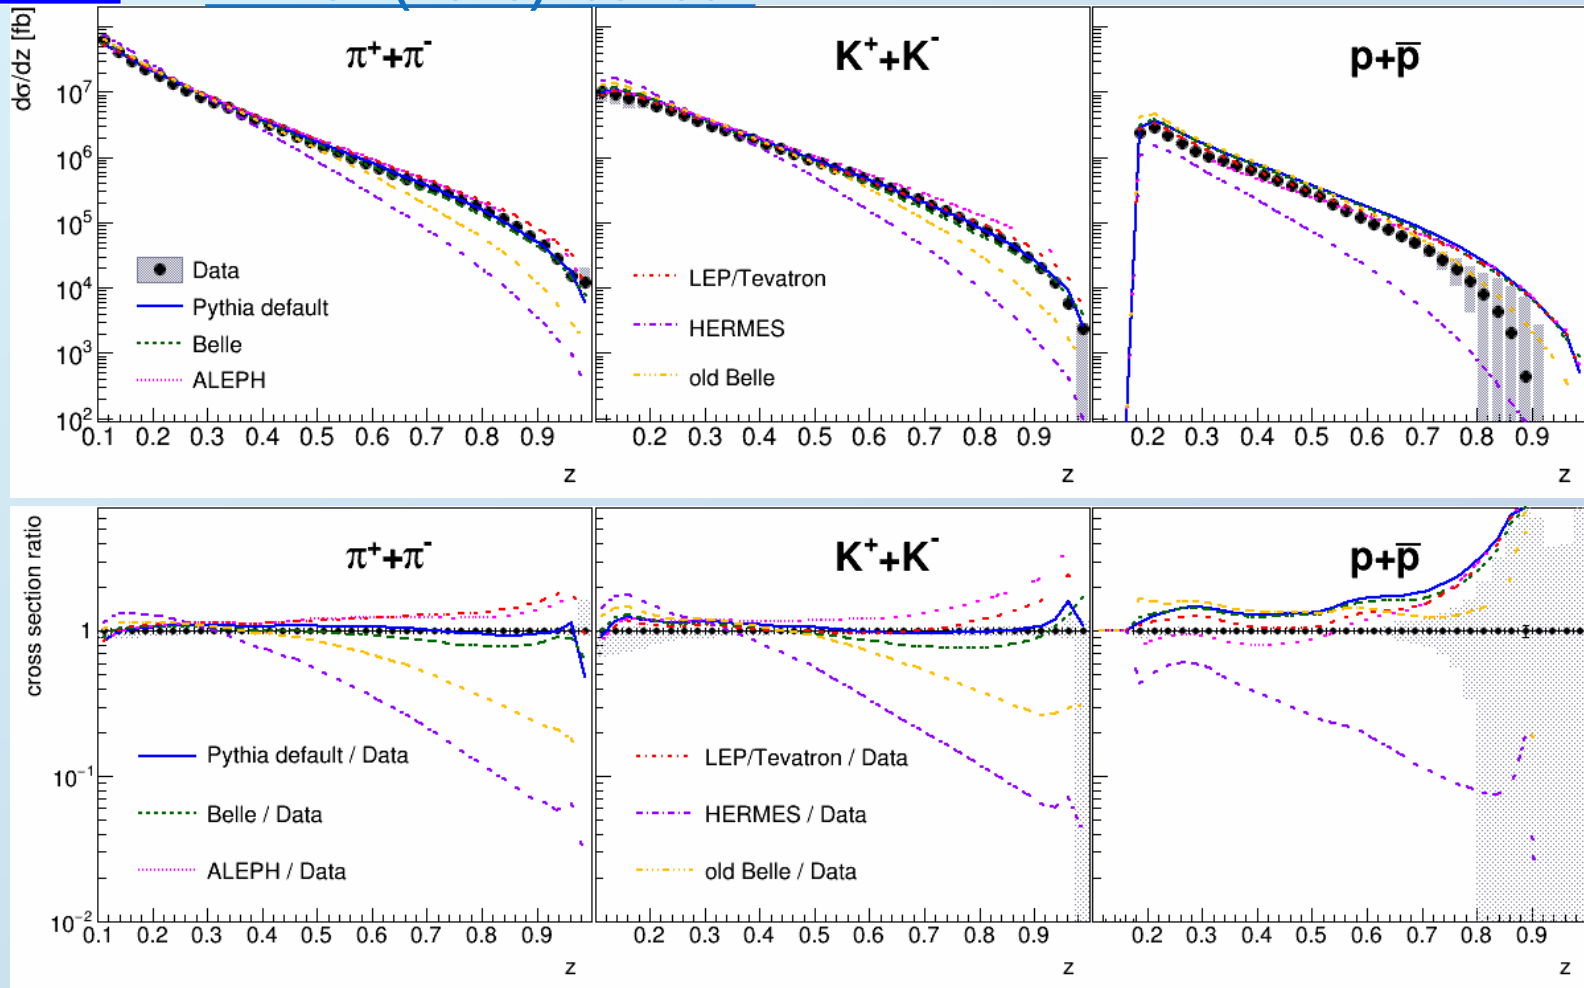 dσ/dz [fb]
π⁺+π⁻
K⁺+K⁻
p+p̅
10⁷
10⁶
10⁵
10⁴
10³
10²
Data
Pythia default
Belle
ALEPH
LEP/Tevatron
HERMES
old Belle
0.1 0.2 0.3 0.4 0.5 0.6 0.7 0.8 0.9
0.2 0.3 0.4 0.5 0.6 0.7 0.8 0.9
0.2 0.3 0.4 0.5 0.6 0.7 0.8 0.9
z
z
z
cross section ratio
π⁺+π⁻
K⁺+K⁻
p+p̅
1
10⁻¹
10⁻²
Pythia default / Data
Belle / Data
ALEPH / Data
LEP/Tevatron / Data
HERMES / Data
old Belle / Data
0.1 0.2 0.3 0.4 0.5 0.6 0.7 0.8 0.9
0.2 0.3 0.4 0.5 0.6 0.7 0.8 0.9
0.2 0.3 0.4 0.5 0.6 0.7 0.8 0.9
z
z
z